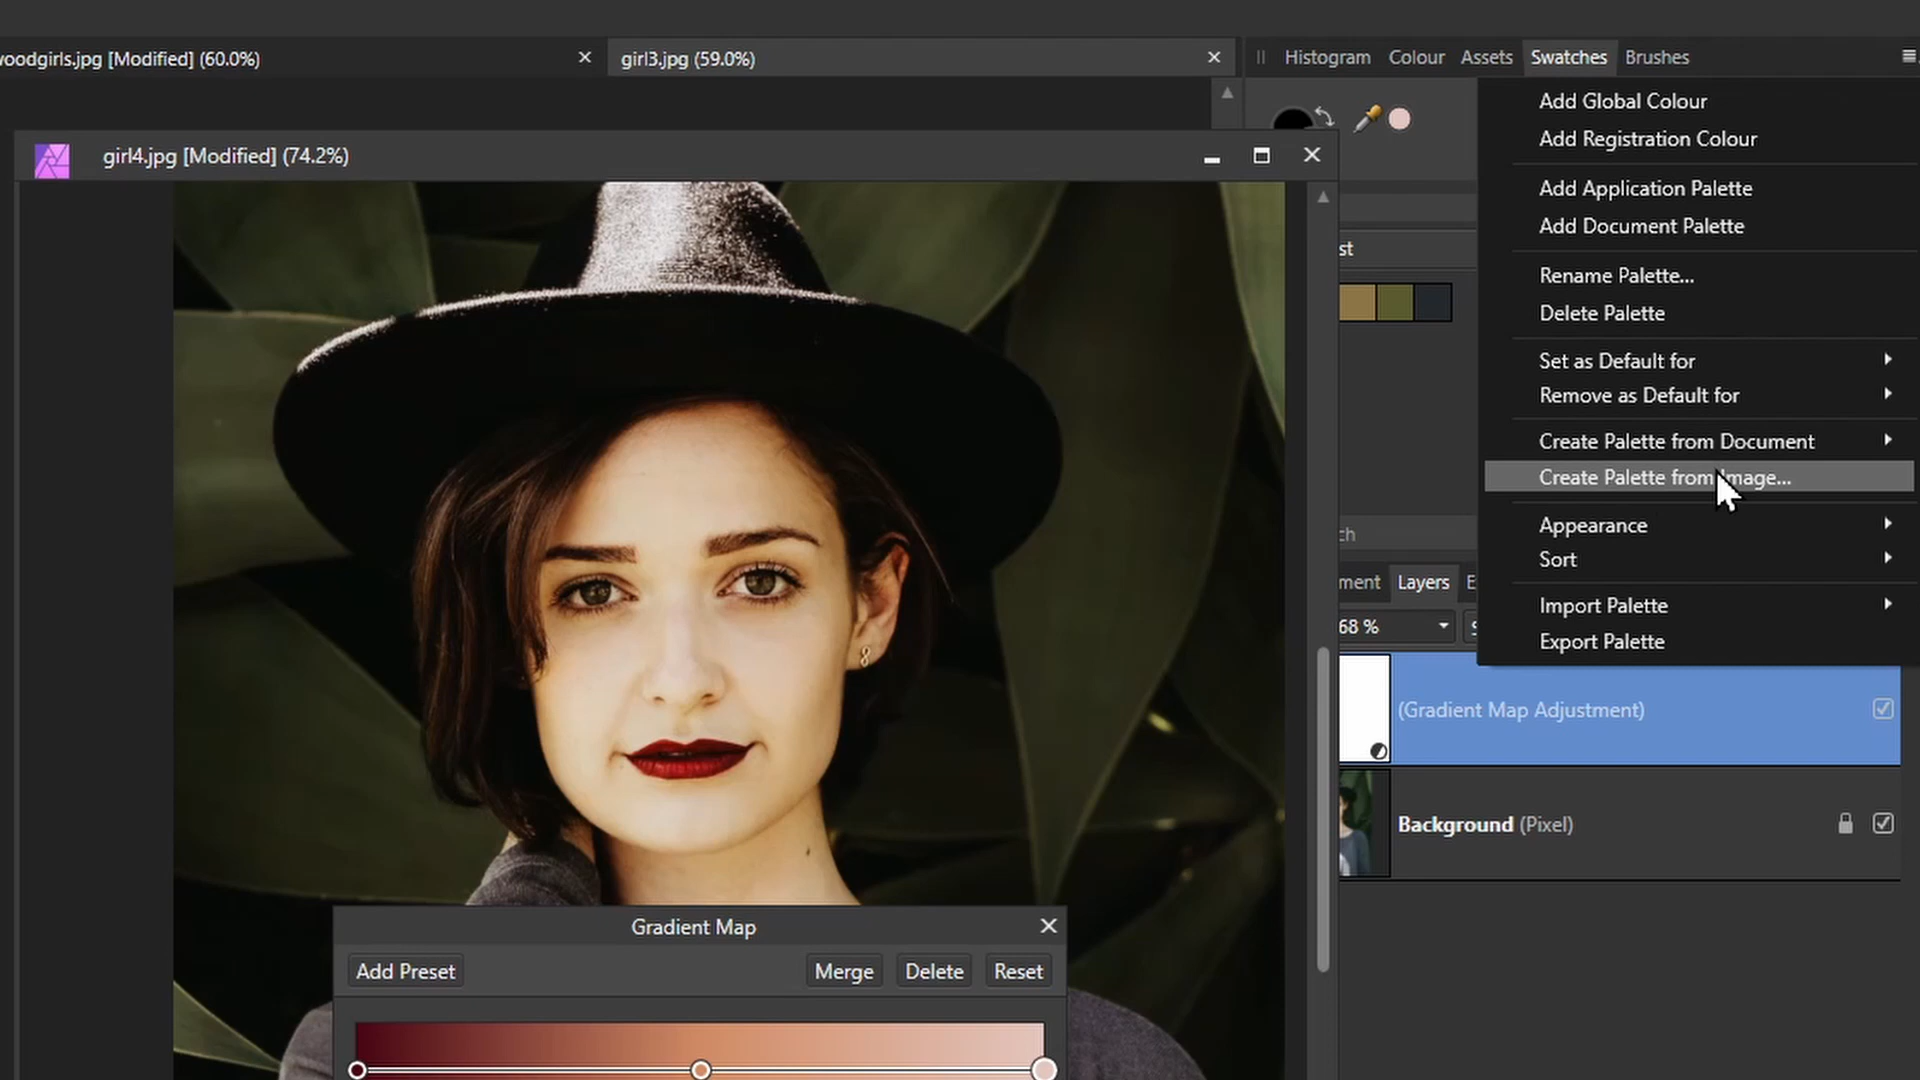 woodgirls.jpg [Modified] (60.0%)
girl3.jpg (59.0%)
Histogram Colour Assets Swatches Brushes
girl4.jpg [Modified] (74.2%)
Add Global Colour
Add Registration Colour
Add Application Palette
Add Document Palette
Rename Palette...
Delete Palette
Set as Default for
Remove as Default for
Create Palette from Document
Create Palette from Image...
Appearance
Sort
Import Palette
Export Palette
st
ch
ment Layers E
68 % S
(Gradient Map Adjustment)
Background (Pixel)
Gradient Map
Add Preset Merge Delete Reset